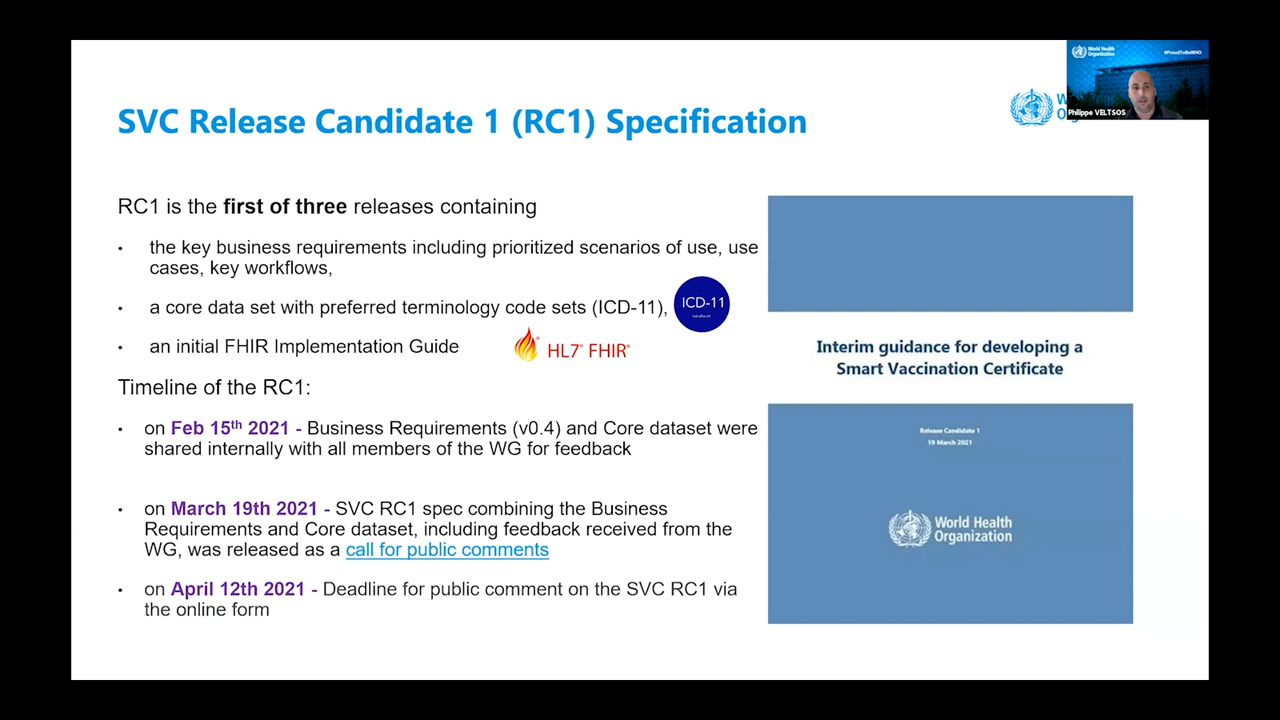 World Health
Organization
#ProudToBeWHO
Philippe VELTSOS
SVC Release Candidate 1 (RC1) Specification
RC1 is the first of three releases containing
• the key business requirements including prioritized scenarios of use, use
cases, key workflows,
• a core data set with preferred terminology code sets (ICD-11),
ICD-11
• an initial FHIR Implementation Guide
HL7® FHIR®
Timeline of the RC1:
• on Feb 15th 2021 - Business Requirements (v0.4) and Core dataset were
shared internally with all members of the WG for feedback
• on March 19th 2021 - SVC RC1 spec combining the Business
Requirements and Core dataset, including feedback received from the
WG, was released as a call for public comments
• on April 12th 2021 - Deadline for public comment on the SVC RC1 via
the online form
Interim guidance for developing a
Smart Vaccination Certificate
Release Candidate 1
19 March 2021
World Health
Organization